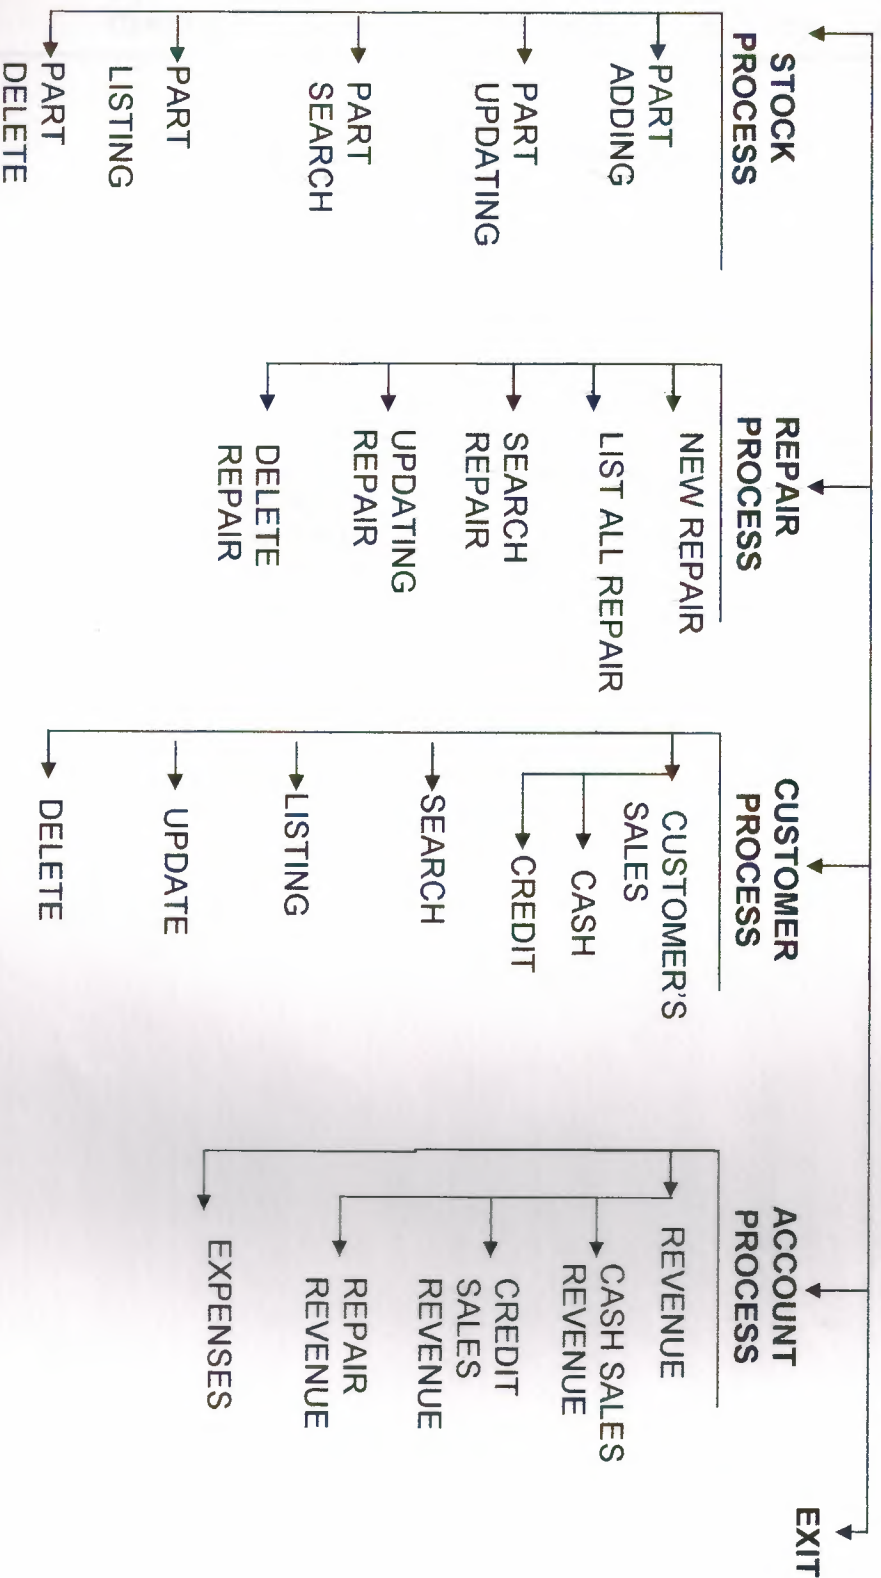 STOCK
PROCESS
PART
ADDING
PART
UPDATING
PART
SEARCH
PART
LISTING
PART
DELETE
REPAIR
PROCESS
NEW REPAIR
LIST ALL REPAIR
SEARCH
REPAIR
UPDATING
REPAIR
DELETE
REPAIR
CUSTOMER
PROCESS
CUSTOMER'S
SALES
CASH
CREDIT
SEARCH
LISTING
UPDATE
DELETE
ACCOUNT
PROCESS
REVENUE
CASH SALES
REVENUE
CREDIT
SALES
REVENUE
REPAIR
REVENUE
EXPENSES
EXIT